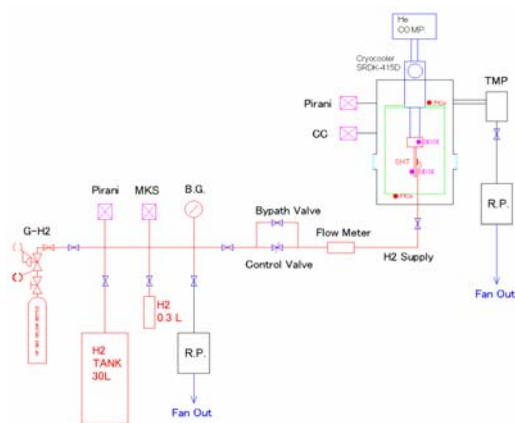 He
COMP.
Cryocooler
SRDK-415D
TMP
Pirani
CC
R.P.
Fan Out
Pirani
MKS
B.G.
G-H2
Bypath Valve
Flow Meter
Control Valve
H2 Supply
H2
0.3 L
H2
TANK
30L
R.P.
Fan Out